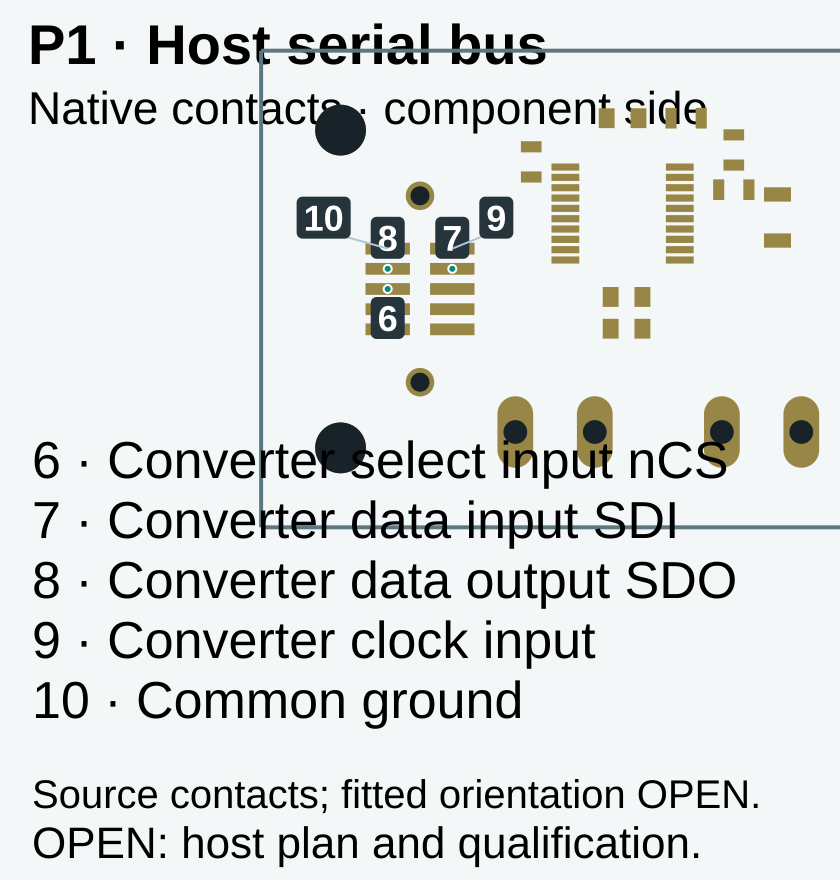 P1 · Host serial bus
Native contacts · component side
10
8
7
9
6
6 · Converter select input nCS
7 · Converter data input SDI
8 · Converter data output SDO
9 · Converter clock input
10 · Common ground
Source contacts; fitted orientation OPEN.
OPEN: host plan and qualification.